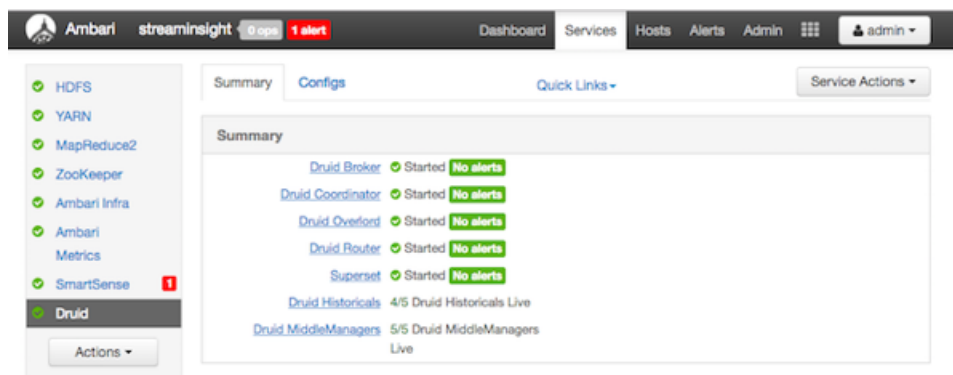 Ambari streaminsight 0 ops 1 alert Dashboard Services Hosts Alerts Admin admin
HDFS
YARN
MapReduce2
ZooKeeper
Ambari Infra
Ambari
Metrics
SmartSense 1
Druid
Actions
Summary Configs Quick Links Service Actions
Summary
Druid Broker Started No alerts
Druid Coordinator Started No alerts
Druid Overlord Started No alerts
Druid Router Started No alerts
Superset Started No alerts
Druid Historicals 4/5 Druid Historicals Live
Druid MiddleManagers 5/5 Druid MiddleManagers
Live